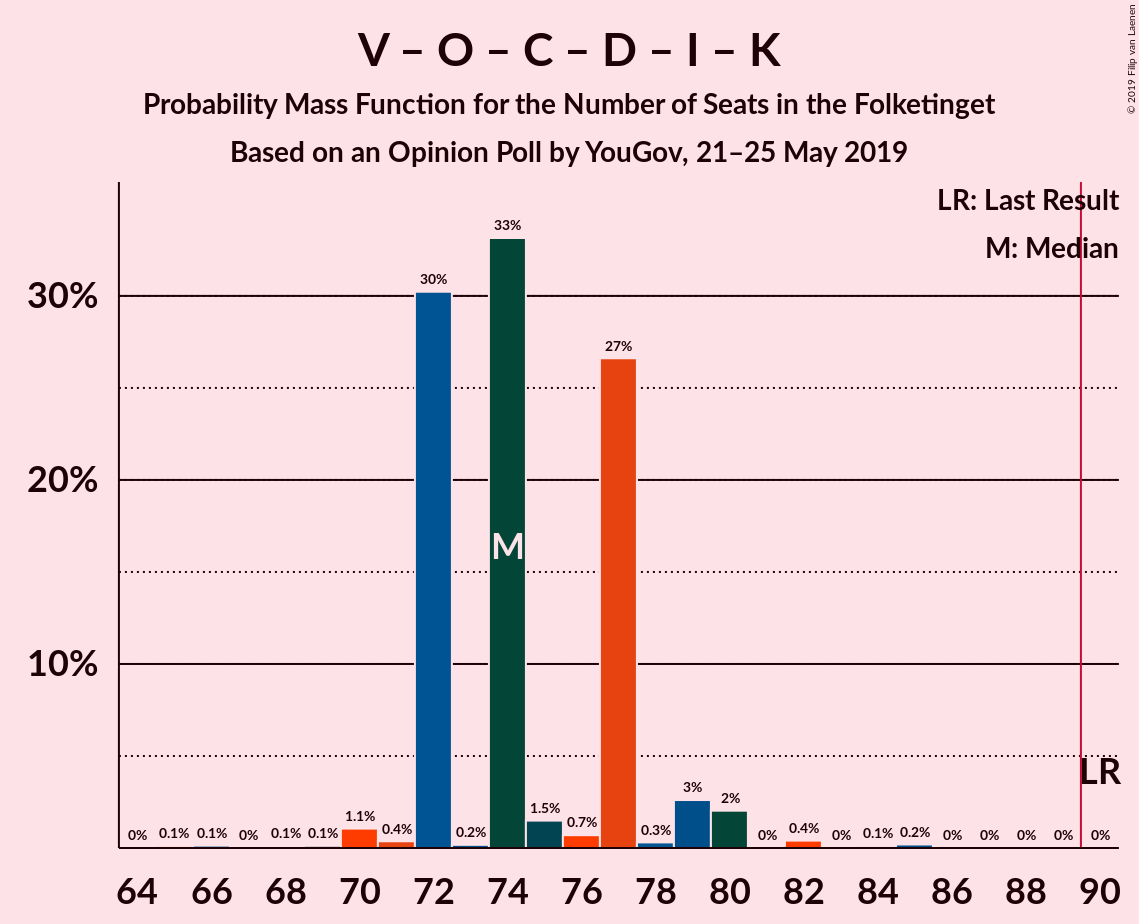 V – O – C – D – I – K
Probability Mass Function for the Number of Seats in the Folketinget
Based on an Opinion Poll by YouGov, 21–25 May 2019
© 2019 Filip van Laenen
LR: Last Result
M: Median
33%
30%
30%
27%
20%
M
10%
LR
3%
2%
1.5%
1.1%
0% 0.1% 0.1% 0% 0.1% 0.1% 0.4% 0.2% 0.7% 0.3% 0% 0.4% 0% 0.1% 0.2% 0% 0% 0% 0% 0%
64 66 68 70 72 74 76 78 80 82 84 86 88 90